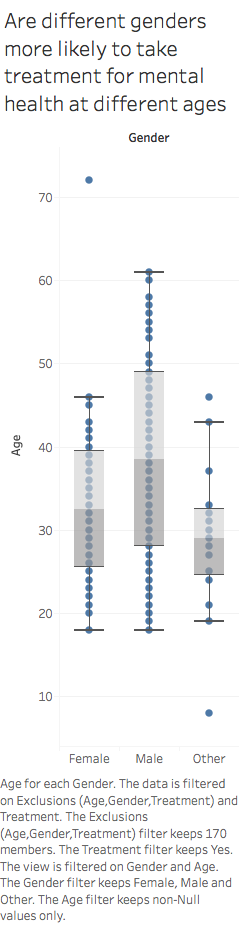 Are different genders
more likely to take
treatment for mental
health at different ages
Gender
70
60
50
40
30
20
10
Age
Female Male Other
Age for each Gender. The data is filtered
on Exclusions (Age,Gender,Treatment) and
Treatment. The Exclusions
(Age,Gender,Treatment) filter keeps 170
members. The Treatment filter keeps Yes.
The view is filtered on Gender and Age.
The Gender filter keeps Female, Male and
Other. The Age filter keeps non-Null
values only.